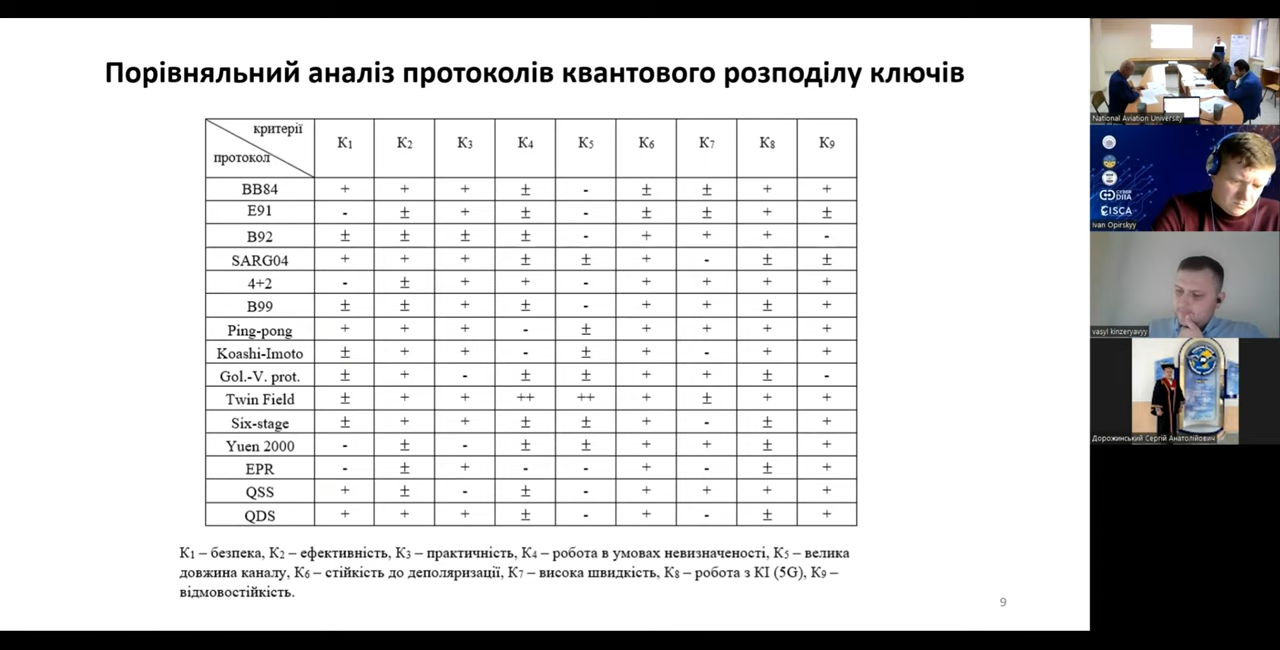 Порівняльний аналіз протоколів квантового розподілу ключів
критерії
протокол
K1 K2 K3 K4 K5 K6 K7 K8 K9
BB84 + + + ± - ± ± + +
E91 - ± + ± - ± ± + ±
B92 ± ± ± ± - + + + -
SARG04 + + + ± ± + - ± ±
4+2 - ± + + - + + + +
B99 ± ± + ± - + + ± +
Ping-pong + + + - ± + + + +
Koashi-Imoto ± + + - ± + - + +
Gol.-V. prot. ± + - ± ± + + ± -
Twin Field ± + + ++ ++ + ± + +
Six-stage ± + + ± ± + - ± +
Yuen 2000 - ± - ± ± + + ± +
EPR - ± + - - + - ± +
QSS + ± - ± - + + + +
QDS + + + ± - + - ± +
K1 – безпека, K2 – ефективність, K3 – практичність, K4 – робота в умовах невизначеності, K5 – велика
довжина каналу, K6 – стійкість до деполяризації, K7 – висока швидкість, K8 – робота з КІ (5G), K9 –
відмовостійкість.
9
National Aviation University
CYBER
DIIA
CISCA
Ivan Opirskyy
vasyl kinzeryavyy
Дорожинський Сергій Анатолійович